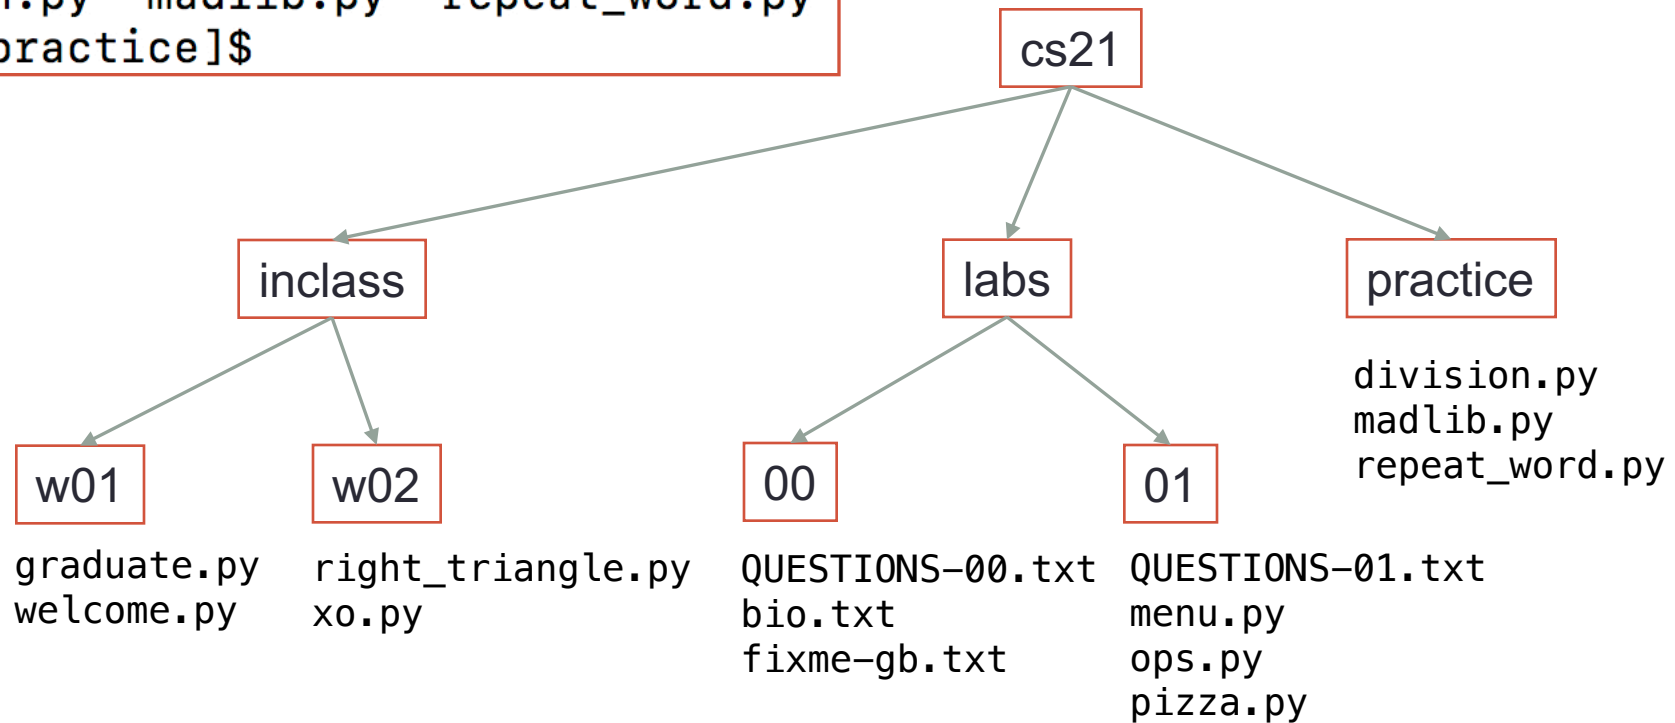 madlib.py repeat_word.py
practice]$
cs21
inclass
labs
practice
w01
w02
00
01
division.py
madlib.py
repeat_word.py
graduate.py
welcome.py
right_triangle.py
xo.py
QUESTIONS-00.txt
bio.txt
fixme-gb.txt
QUESTIONS-01.txt
menu.py
ops.py
pizza.py